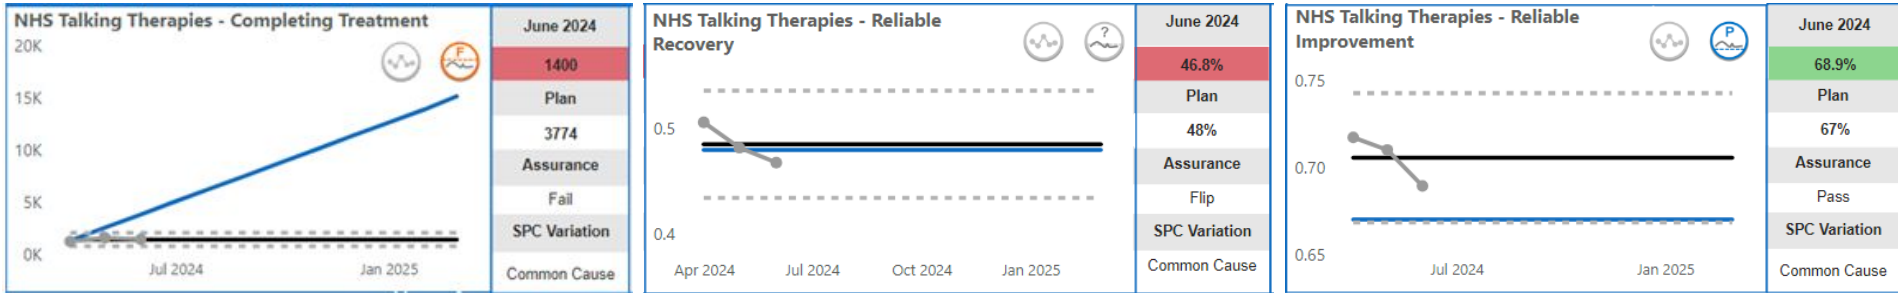 NHS Talking Therapies - Completing Treatment
20K
15K
10K
5K
0K
Jul 2024
Jan 2025
F
June 2024
1400
Plan
3774
Assurance
Fail
SPC Variation
Common Cause
NHS Talking Therapies - Reliable
Recovery
0.5
0.4
Apr 2024
Jul 2024
Oct 2024
Jan 2025
?
June 2024
46.8%
Plan
48%
Assurance
Flip
SPC Variation
Common Cause
NHS Talking Therapies - Reliable
Improvement
0.75
0.70
0.65
Jul 2024
Jan 2025
P
June 2024
68.9%
Plan
67%
Assurance
Pass
SPC Variation
Common Cause